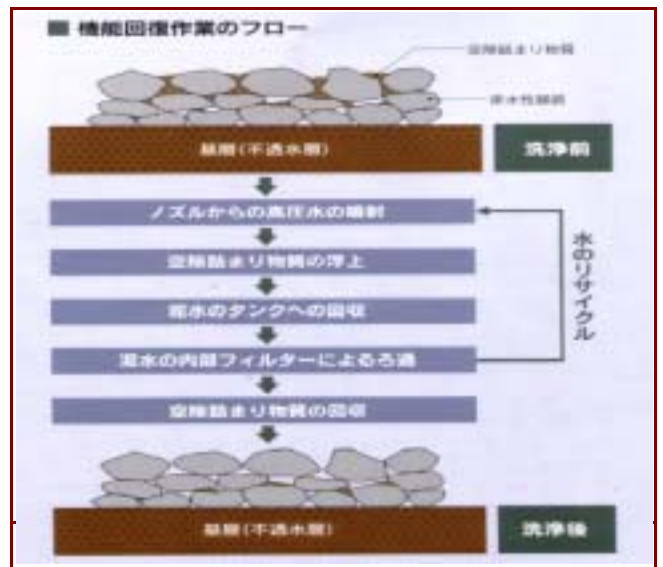 ■ 機能回復作業のフロー
空隙詰まり物質
排水性舗装
基層(不透水層)
洗浄前
ノズルからの高圧水の噴射
空隙詰まり物質の浮上
泥水のタンクへの回収
泥水の内部フィルターによるろ過
空隙詰まり物質の回収
水のリサイクル
基層(不透水層)
洗浄後